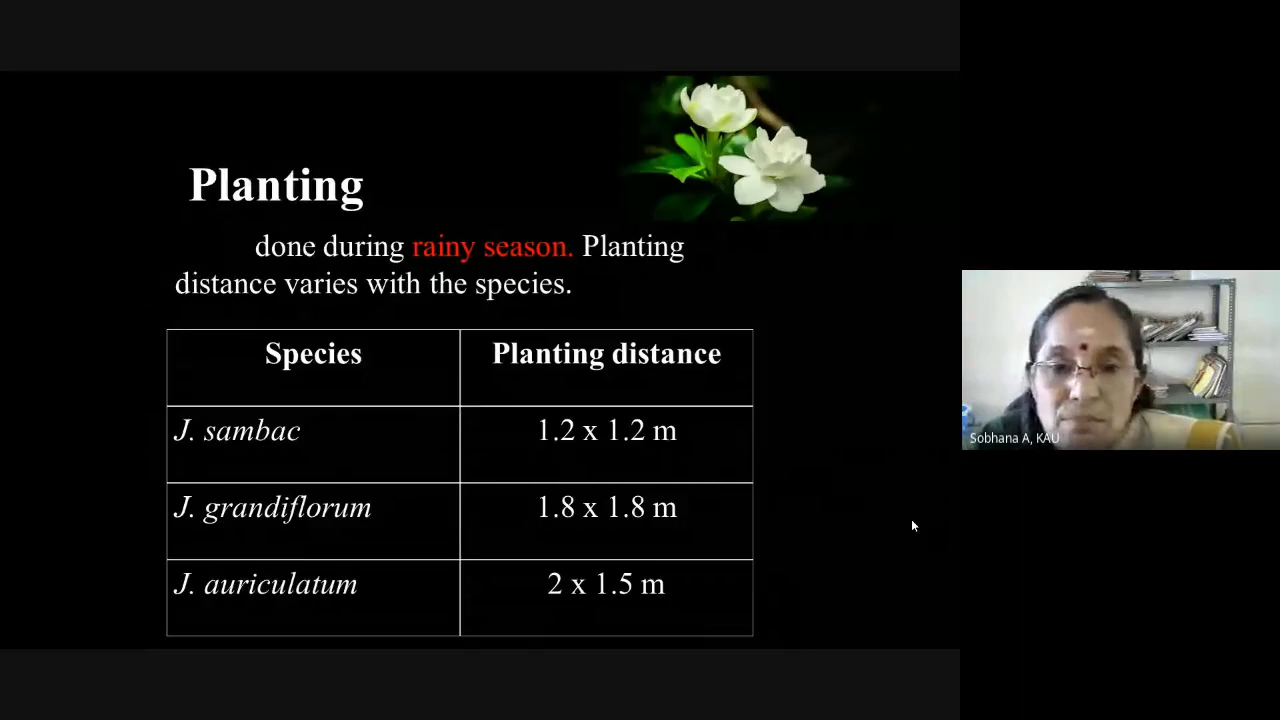 Planting
done during rainy season. Planting
distance varies with the species.
Species Planting distance
J. sambac 1.2 x 1.2 m
J. grandiflorum 1.8 x 1.8 m
J. auriculatum 2 x 1.5 m
Sobhana A, KAU